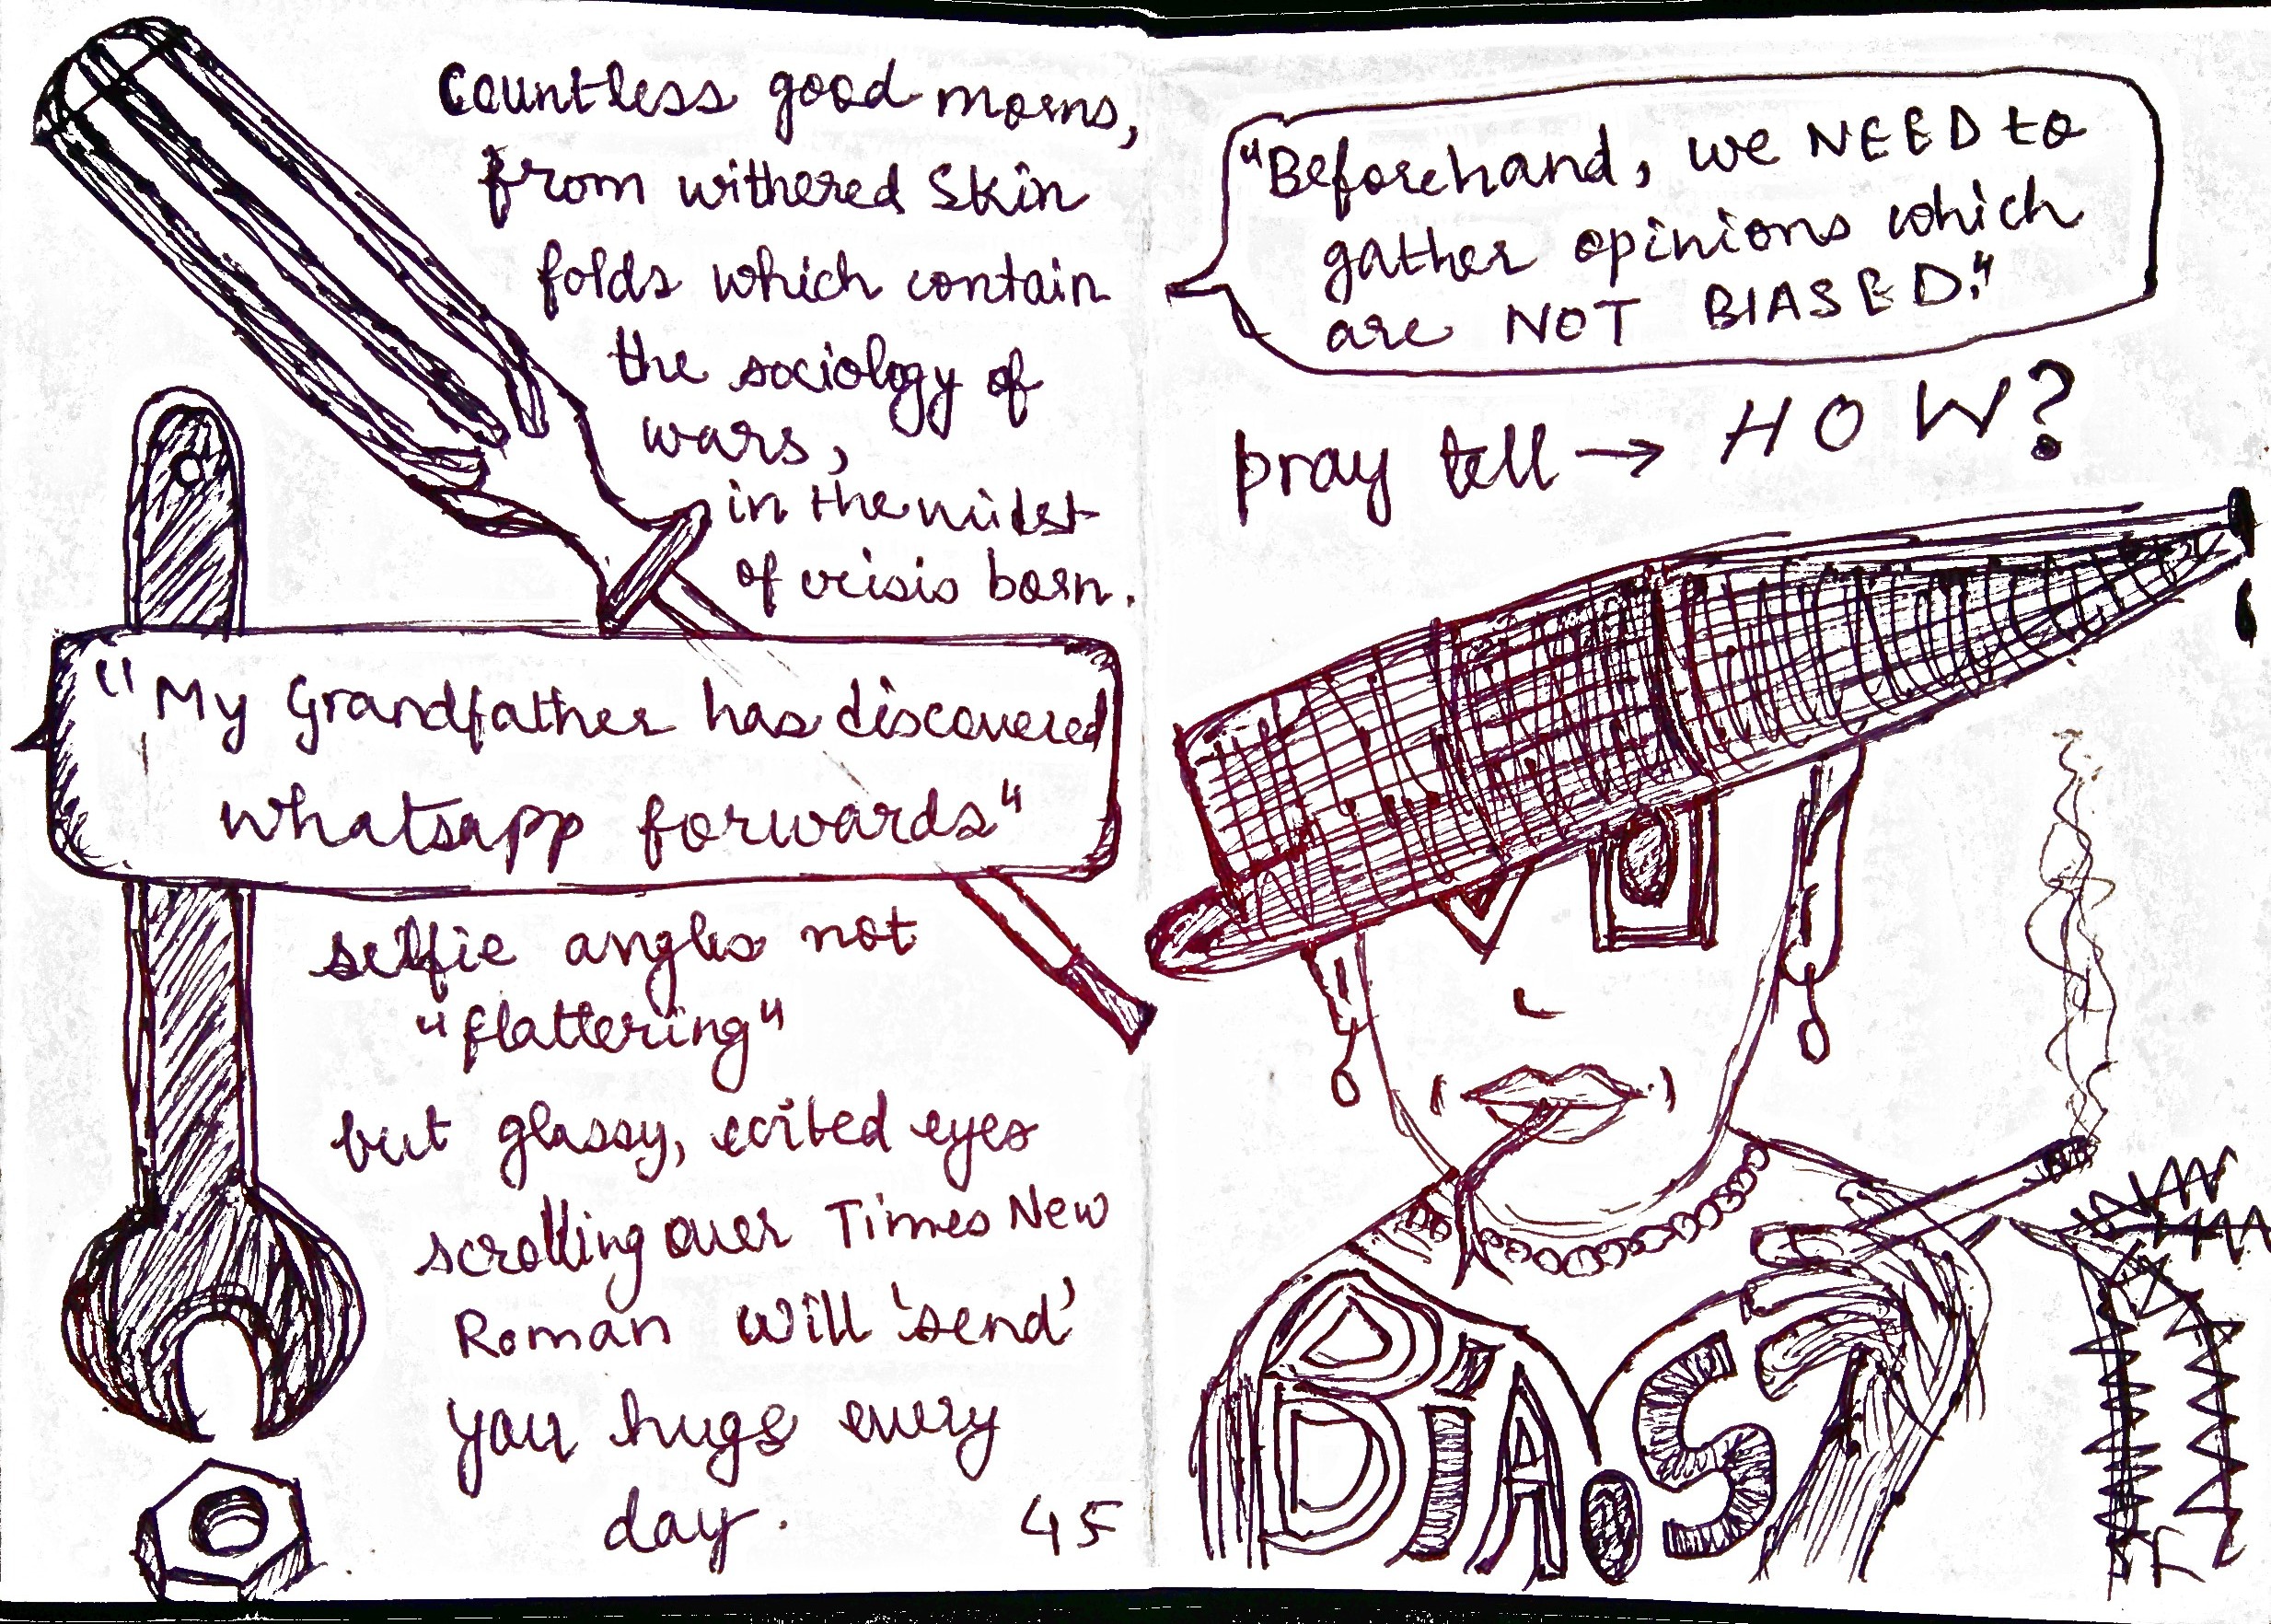 Countless good morns,
from withered skin
folds which contain
the sociology of
wars,
in the midst
of crisis born.
"My Grandfather has discovered
whatsapp forwards"
selfie angles not
"flattering"
but glassy, excited eyes
scrolling over Times New
Roman will 'send'
you hugs every
day.
45
"Beforehand, we NEED to
gather opinions which
are NOT BIASED."
pray tell → HOW?
BiA.S